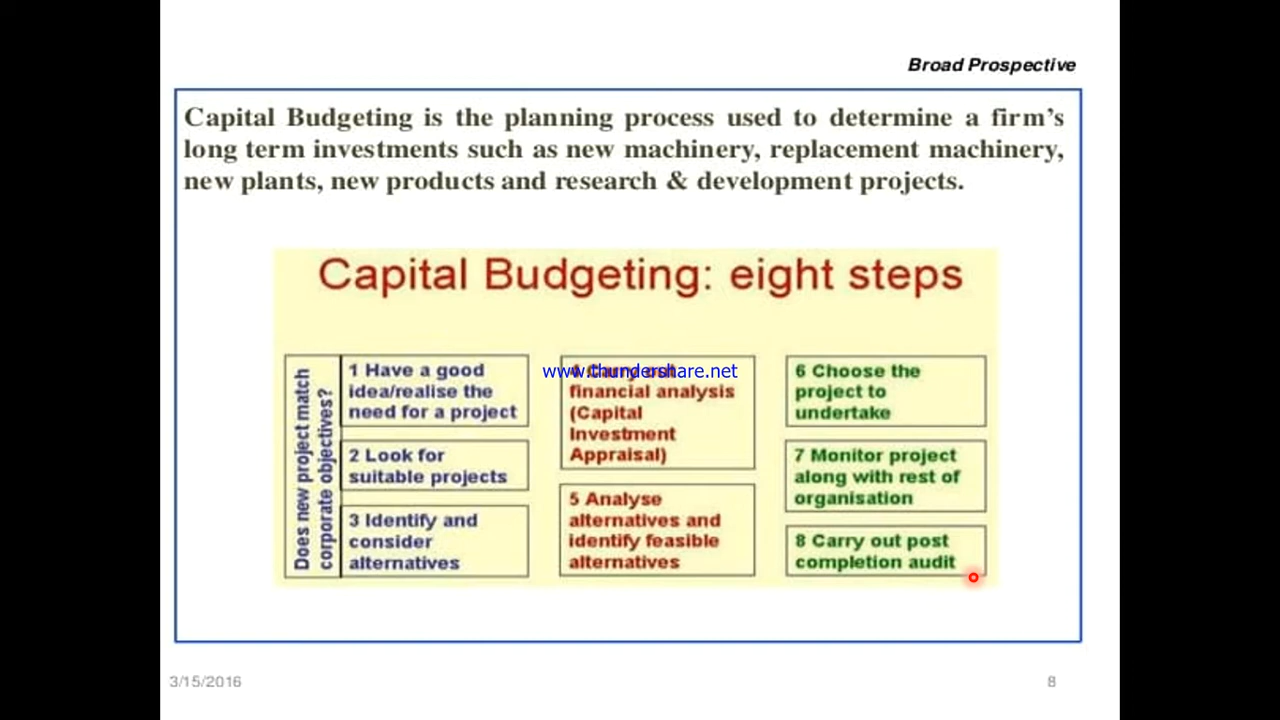 Broad Prospective
Capital Budgeting is the planning process used to determine a firm's
long term investments such as new machinery, replacement machinery,
new plants, new products and research & development projects.
Capital Budgeting: eight steps
Does new project match
corporate objectives?
1 Have a good
idea/realise the
need for a project
2 Look for
suitable projects
3 Identify and
consider
alternatives
www.thundershare.net
financial analysis
(Capital
Investment
Appraisal)
5 Analyse
alternatives and
identify feasible
alternatives
6 Choose the
project to
undertake
7 Monitor project
along with rest of
organisation
8 Carry out post
completion audit
3/15/2016
8